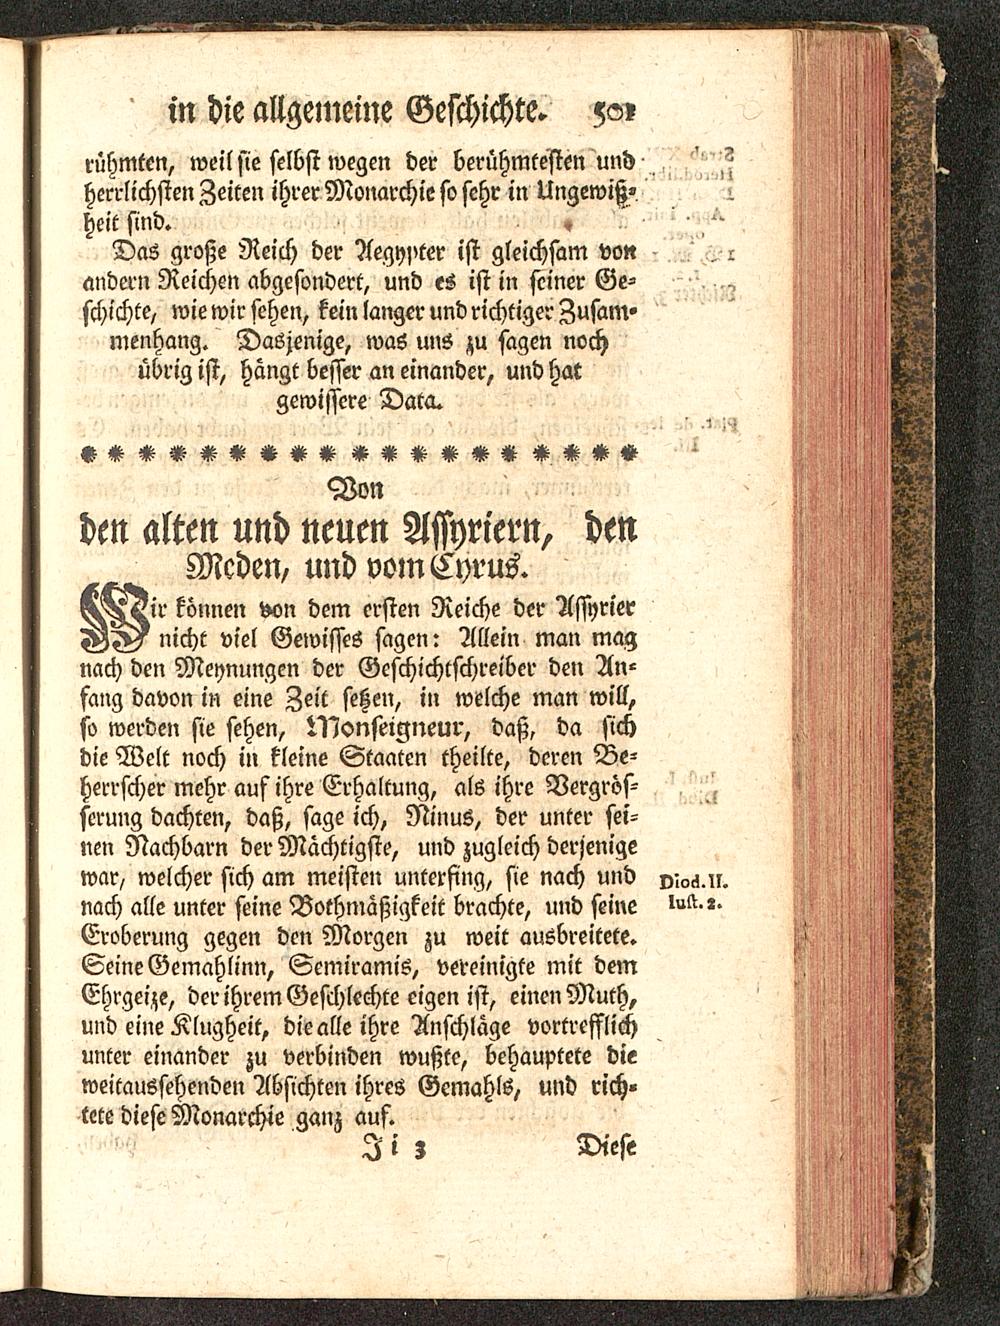 in die allgemeine Geschichte. 501
rühmten, weil sie selbst wegen der berühmtesten und
herrlichsten Zeiten ihrer Monarchie so sehr in Ungewiß-
heit sind.
Das große Reich der Aegypter ist gleichsam von
andern Reichen abgesondert, und es ist in seiner Ge-
schichte, wie wir sehen, kein langer und richtiger Zusam-
menhang. Dasjenige, was uns zu sagen noch
übrig ist, hängt besser an einander, und hat
gewissere Data.
Von
den alten und neuen Assyriern, den
Meden, und vom Cyrus.
Wir können von dem ersten Reiche der Assyrier
nicht viel Gewisses sagen: Allein man mag
nach den Meynungen der Geschichtschreiber den An-
fang davon in eine Zeit setzen, in welche man will,
so werden sie sehen, Monseigneur, daß, da sich
die Welt noch in kleine Staaten theilte, deren Be-
herrscher mehr auf ihre Erhaltung, als ihre Vergrös-
serung dachten, daß, sage ich, Ninus, der unter sei-
nen Nachbarn der Mächtigste, und zugleich derjenige
war, welcher sich am meisten unterfing, sie nach und
nach alle unter seine Bothmäßigkeit brachte, und seine
Eroberung gegen den Morgen zu weit ausbreitete.
Seine Gemahlinn, Semiramis, vereinigte mit dem
Ehrgeize, der ihrem Geschlechte eigen ist, einen Muth,
und eine Klugheit, die alle ihre Anschläge vortrefflich
unter einander zu verbinden wußte, behauptete die
weitaussehenden Absichten ihres Gemahls, und rich-
tete diese Monarchie ganz auf.
Ji 3 Diese
Diod. II.
Iust. 2.